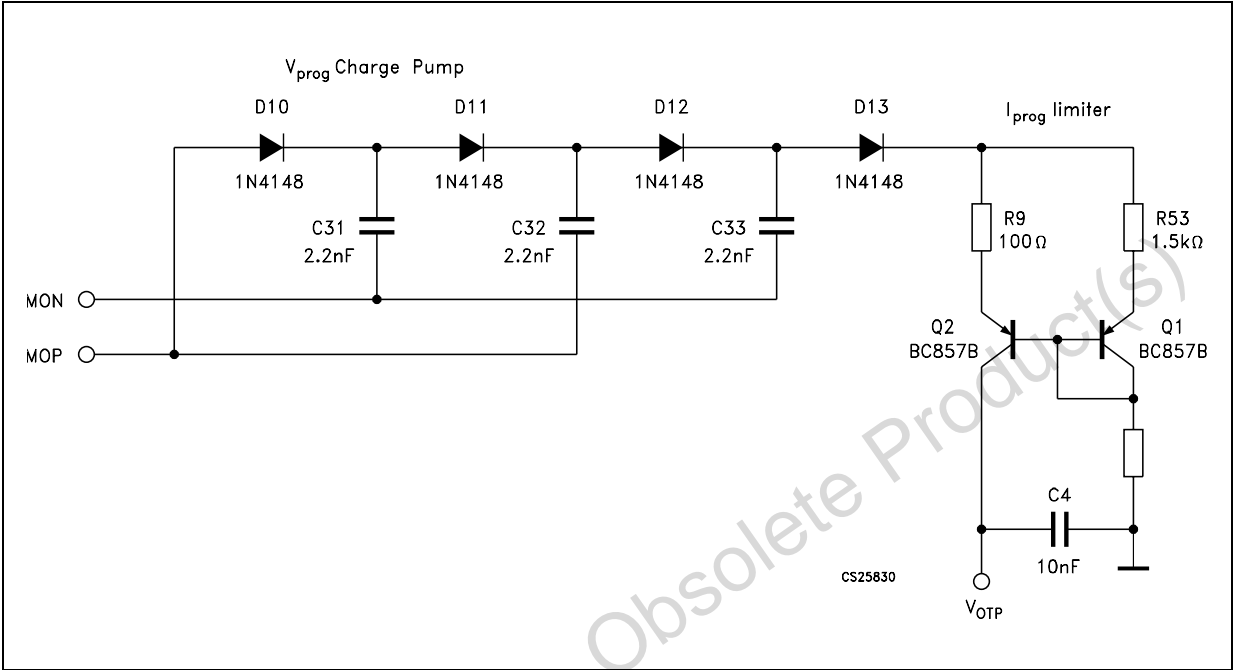 Vprog Charge Pump
D10
D11
D12
D13
Iprog limiter
1N4148
1N4148
1N4148
1N4148
C31
2.2nF
C32
2.2nF
C33
2.2nF
R9
100Ω
R53
1.5kΩ
MON
MOP
Q2
BC857B
Q1
BC857B
C4
10nF
CS25830
VOTP
Obsolete Product(s)